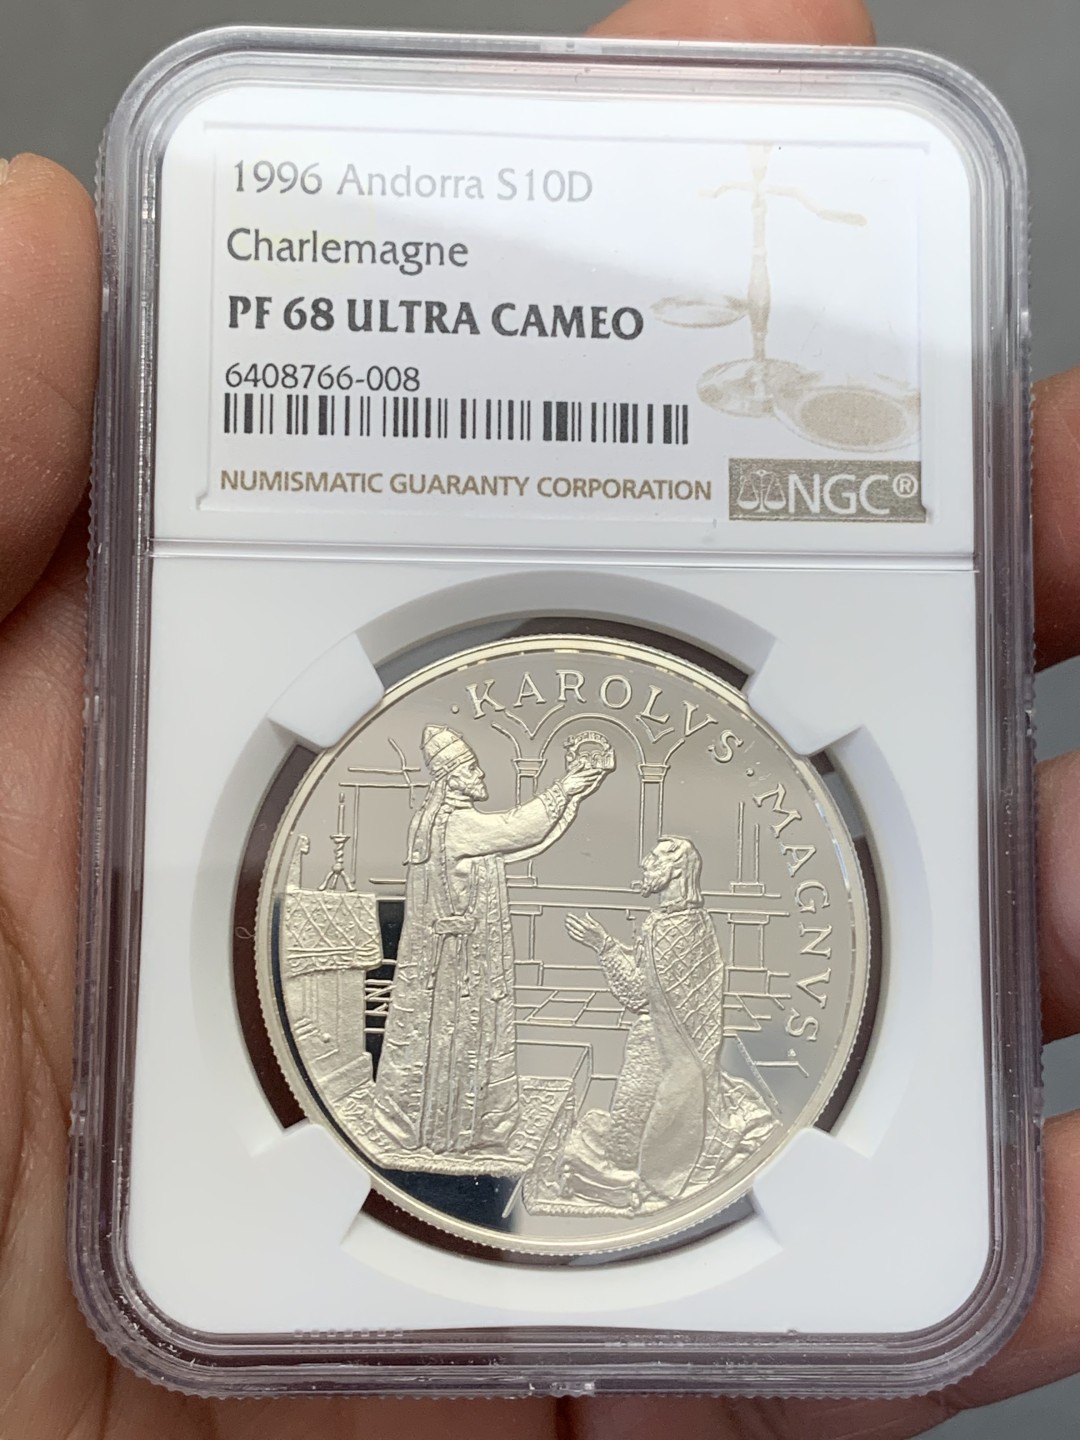 1996 Andorra S10D
Charlemagne
PF 68 ULTRA CAMEO
6408766-008
NUMISMATIC GUARANTY CORPORATION
NGC®
·KAROLVS·MAGNVS·